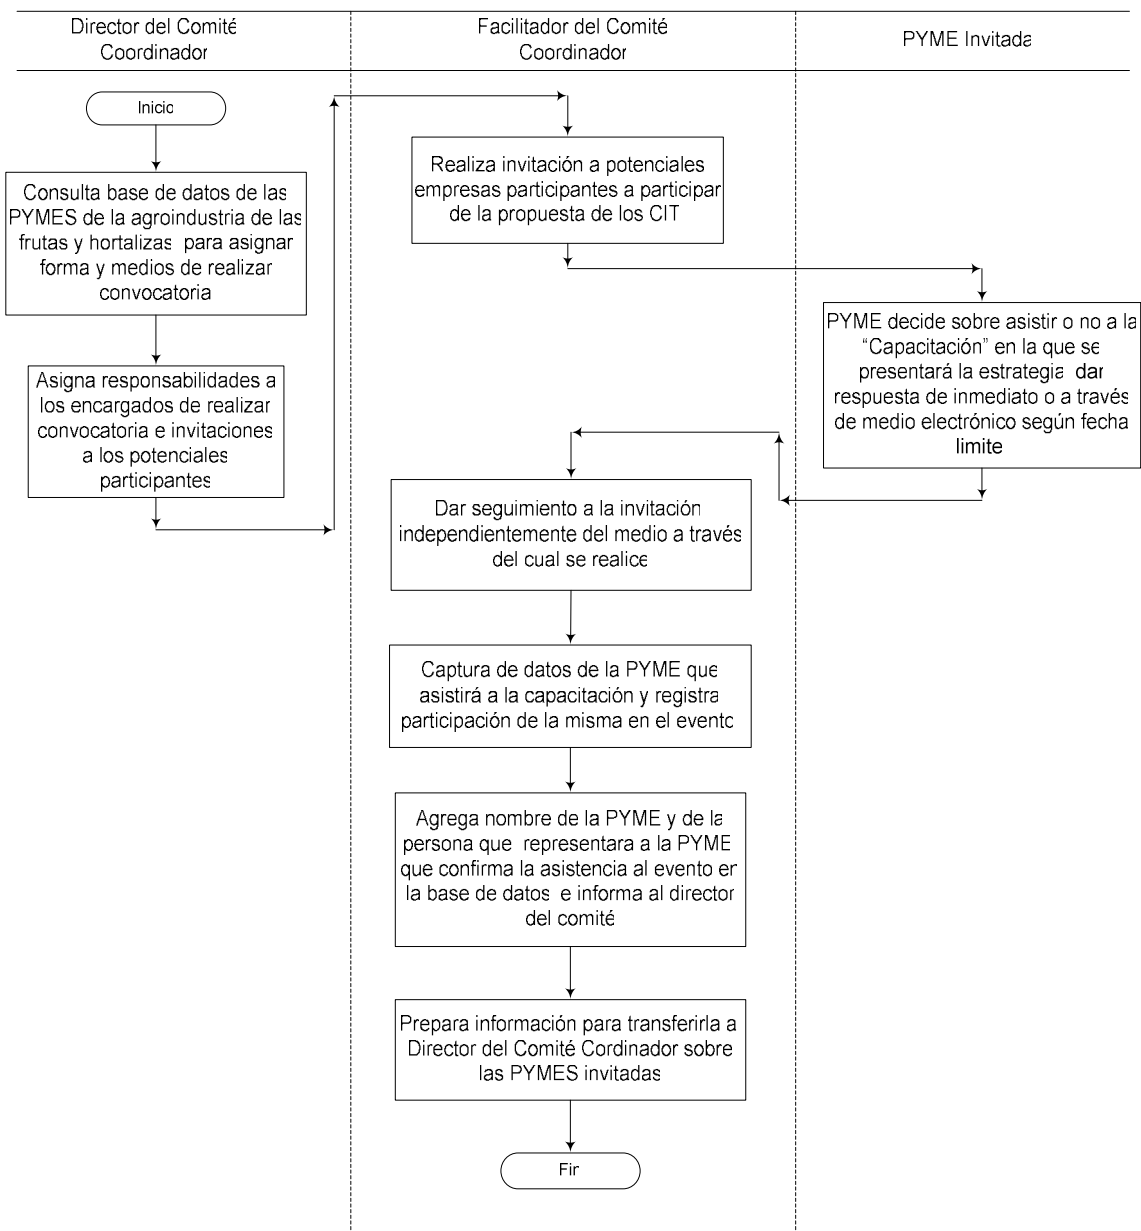 Director del Comité
Coordinador
Facilitador del Comité
Coordinador
PYME Invitada
Inicio
Consulta base de datos de las
PYMES de la agroindustria de las
frutas y hortalizas para asignar
forma y medios de realizar
convocatoria
Asigna responsabilidades a
los encargados de realizar
convocatoria e invitaciones
a los potenciales
participantes
Realiza invitación a potenciales
empresas participantes a participar
de la propuesta de los CIT
PYME decide sobre asistir o no a la
“Capacitación” en la que se
presentará la estrategia dar
respuesta de inmediato o a través
de medio electrónico según fecha
limite
Dar seguimiento a la invitación
independientemente del medio a través
del cual se realice
Captura de datos de la PYME que
asistirá a la capacitación y registra
participación de la misma en el evento
Agrega nombre de la PYME y de la
persona que representara a la PYME
que confirma la asistencia al evento en
la base de datos e informa al director
del comité
Prepara información para transferirla a
Director del Comité Cordinador sobre
las PYMES invitadas
Fin